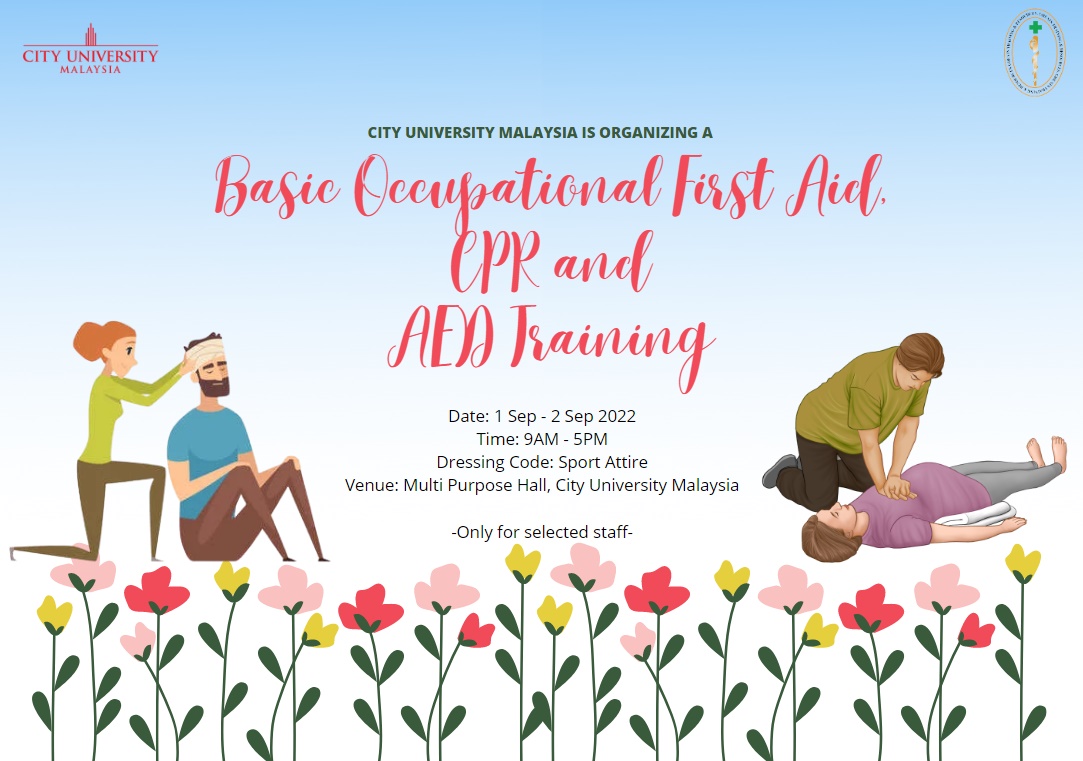 CITY UNIVERSITY
MALAYSIA
CITY UNIVERSITY MALAYSIA IS ORGANIZING A
Basic Occupational First Aid,
CPR and
AED Training
Date: 1 Sep - 2 Sep 2022
Time: 9AM - 5PM
Dressing Code: Sport Attire
Venue: Multi Purpose Hall, City University Malaysia
-Only for selected staff-